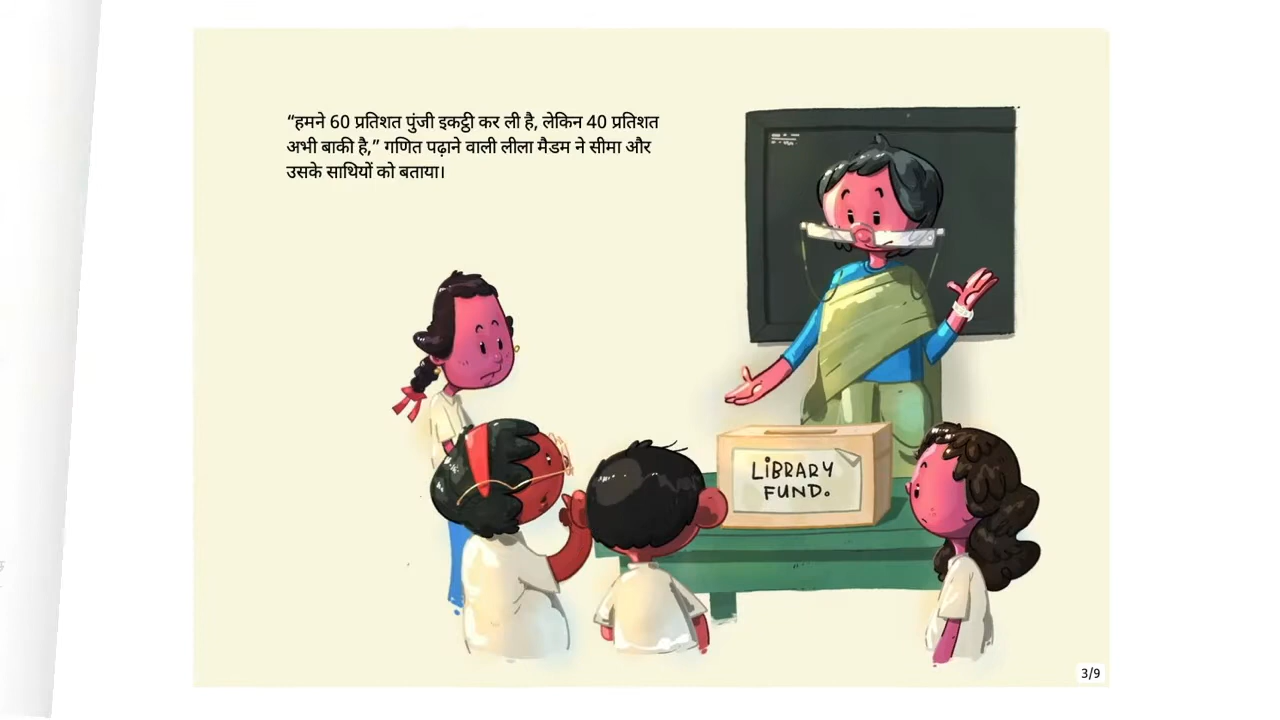 “हमने 60 प्रतिशत पुंजी इकट्ठी कर ली है, लेकिन 40 प्रतिशत
अभी बाकी है,” गणित पढ़ाने वाली लीला मैडम ने सीमा और
उसके साथियों को बताया।
LIBRARY
FUND.
3/9